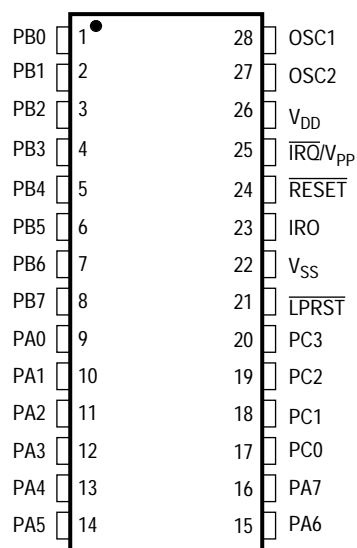 PB0 1 28 OSC1
PB1 2 27 OSC2
PB2 3 26 VDD
PB3 4 25 IRQ/VPP
PB4 5 24 RESET
PB5 6 23 IRO
PB6 7 22 VSS
PB7 8 21 LPRST
PA0 9 20 PC3
PA1 10 19 PC2
PA2 11 18 PC1
PA3 12 17 PC0
PA4 13 16 PA7
PA5 14 15 PA6